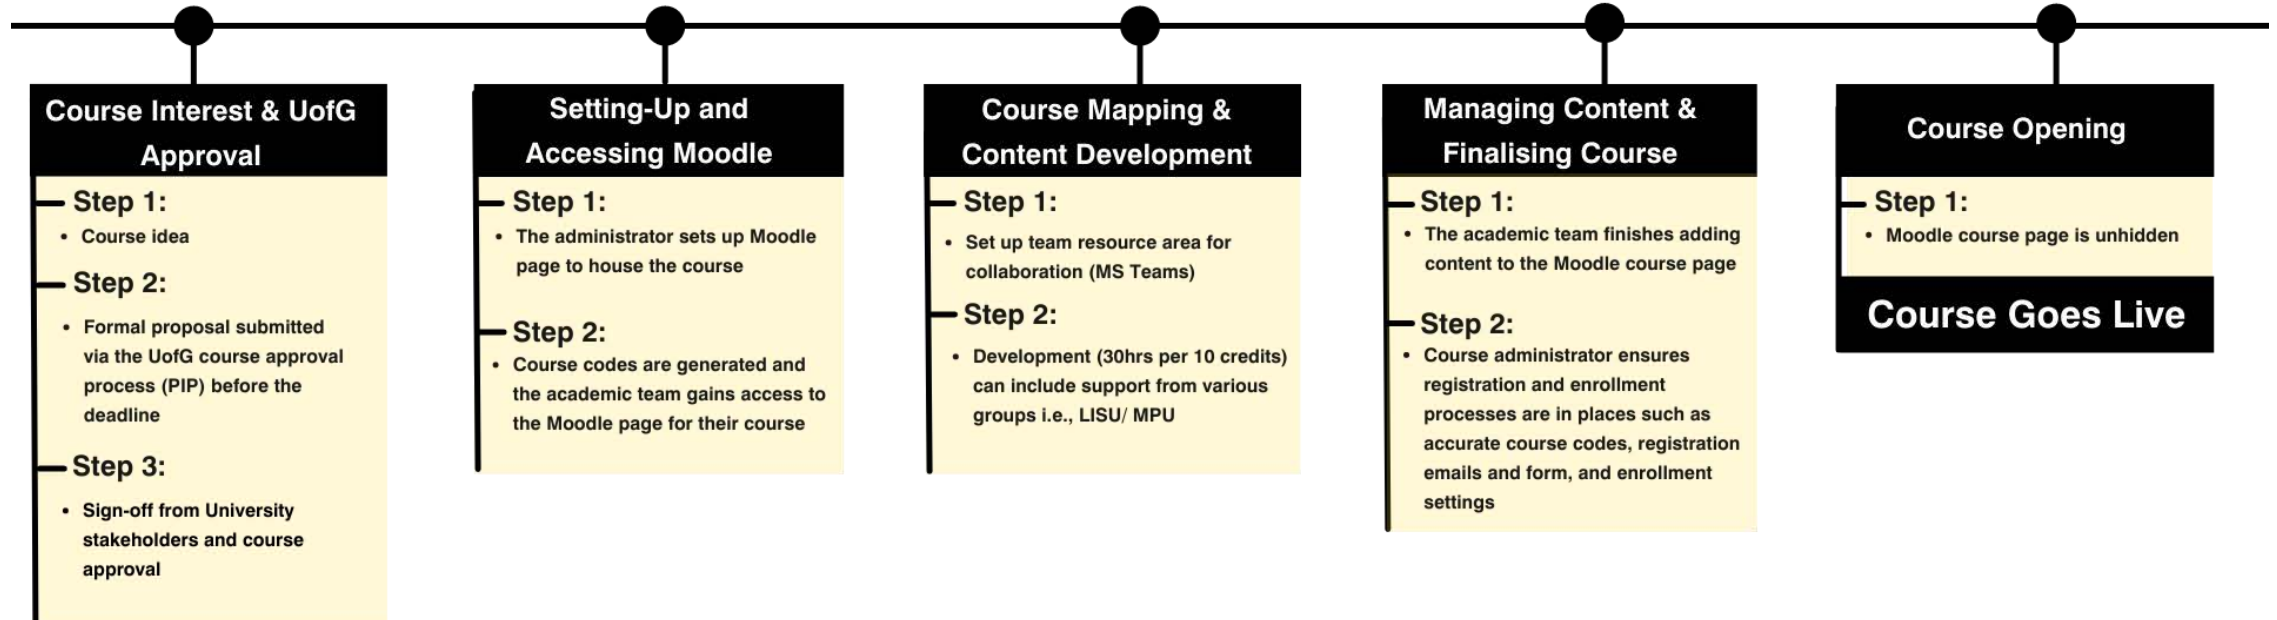 Course Interest & UofG
Approval
Step 1:
• Course idea
Step 2:
• Formal proposal submitted
via the UofG course approval
process (PIP) before the
deadline
Step 3:
• Sign-off from University
stakeholders and course
approval
Setting-Up and
Accessing Moodle
Step 1:
• The administrator sets up Moodle
page to house the course
Step 2:
• Course codes are generated and
the academic team gains access to
the Moodle page for their course
Course Mapping &
Content Development
Step 1:
• Set up team resource area for
collaboration (MS Teams)
Step 2:
• Development (30hrs per 10 credits)
can include support from various
groups i.e., LISU/ MPU
Managing Content &
Finalising Course
Step 1:
• The academic team finishes adding
content to the Moodle course page
Step 2:
• Course administrator ensures
registration and enrollment
processes are in places such as
accurate course codes, registration
emails and form, and enrollment
settings
Course Opening
Step 1:
• Moodle course page is unhidden
Course Goes Live